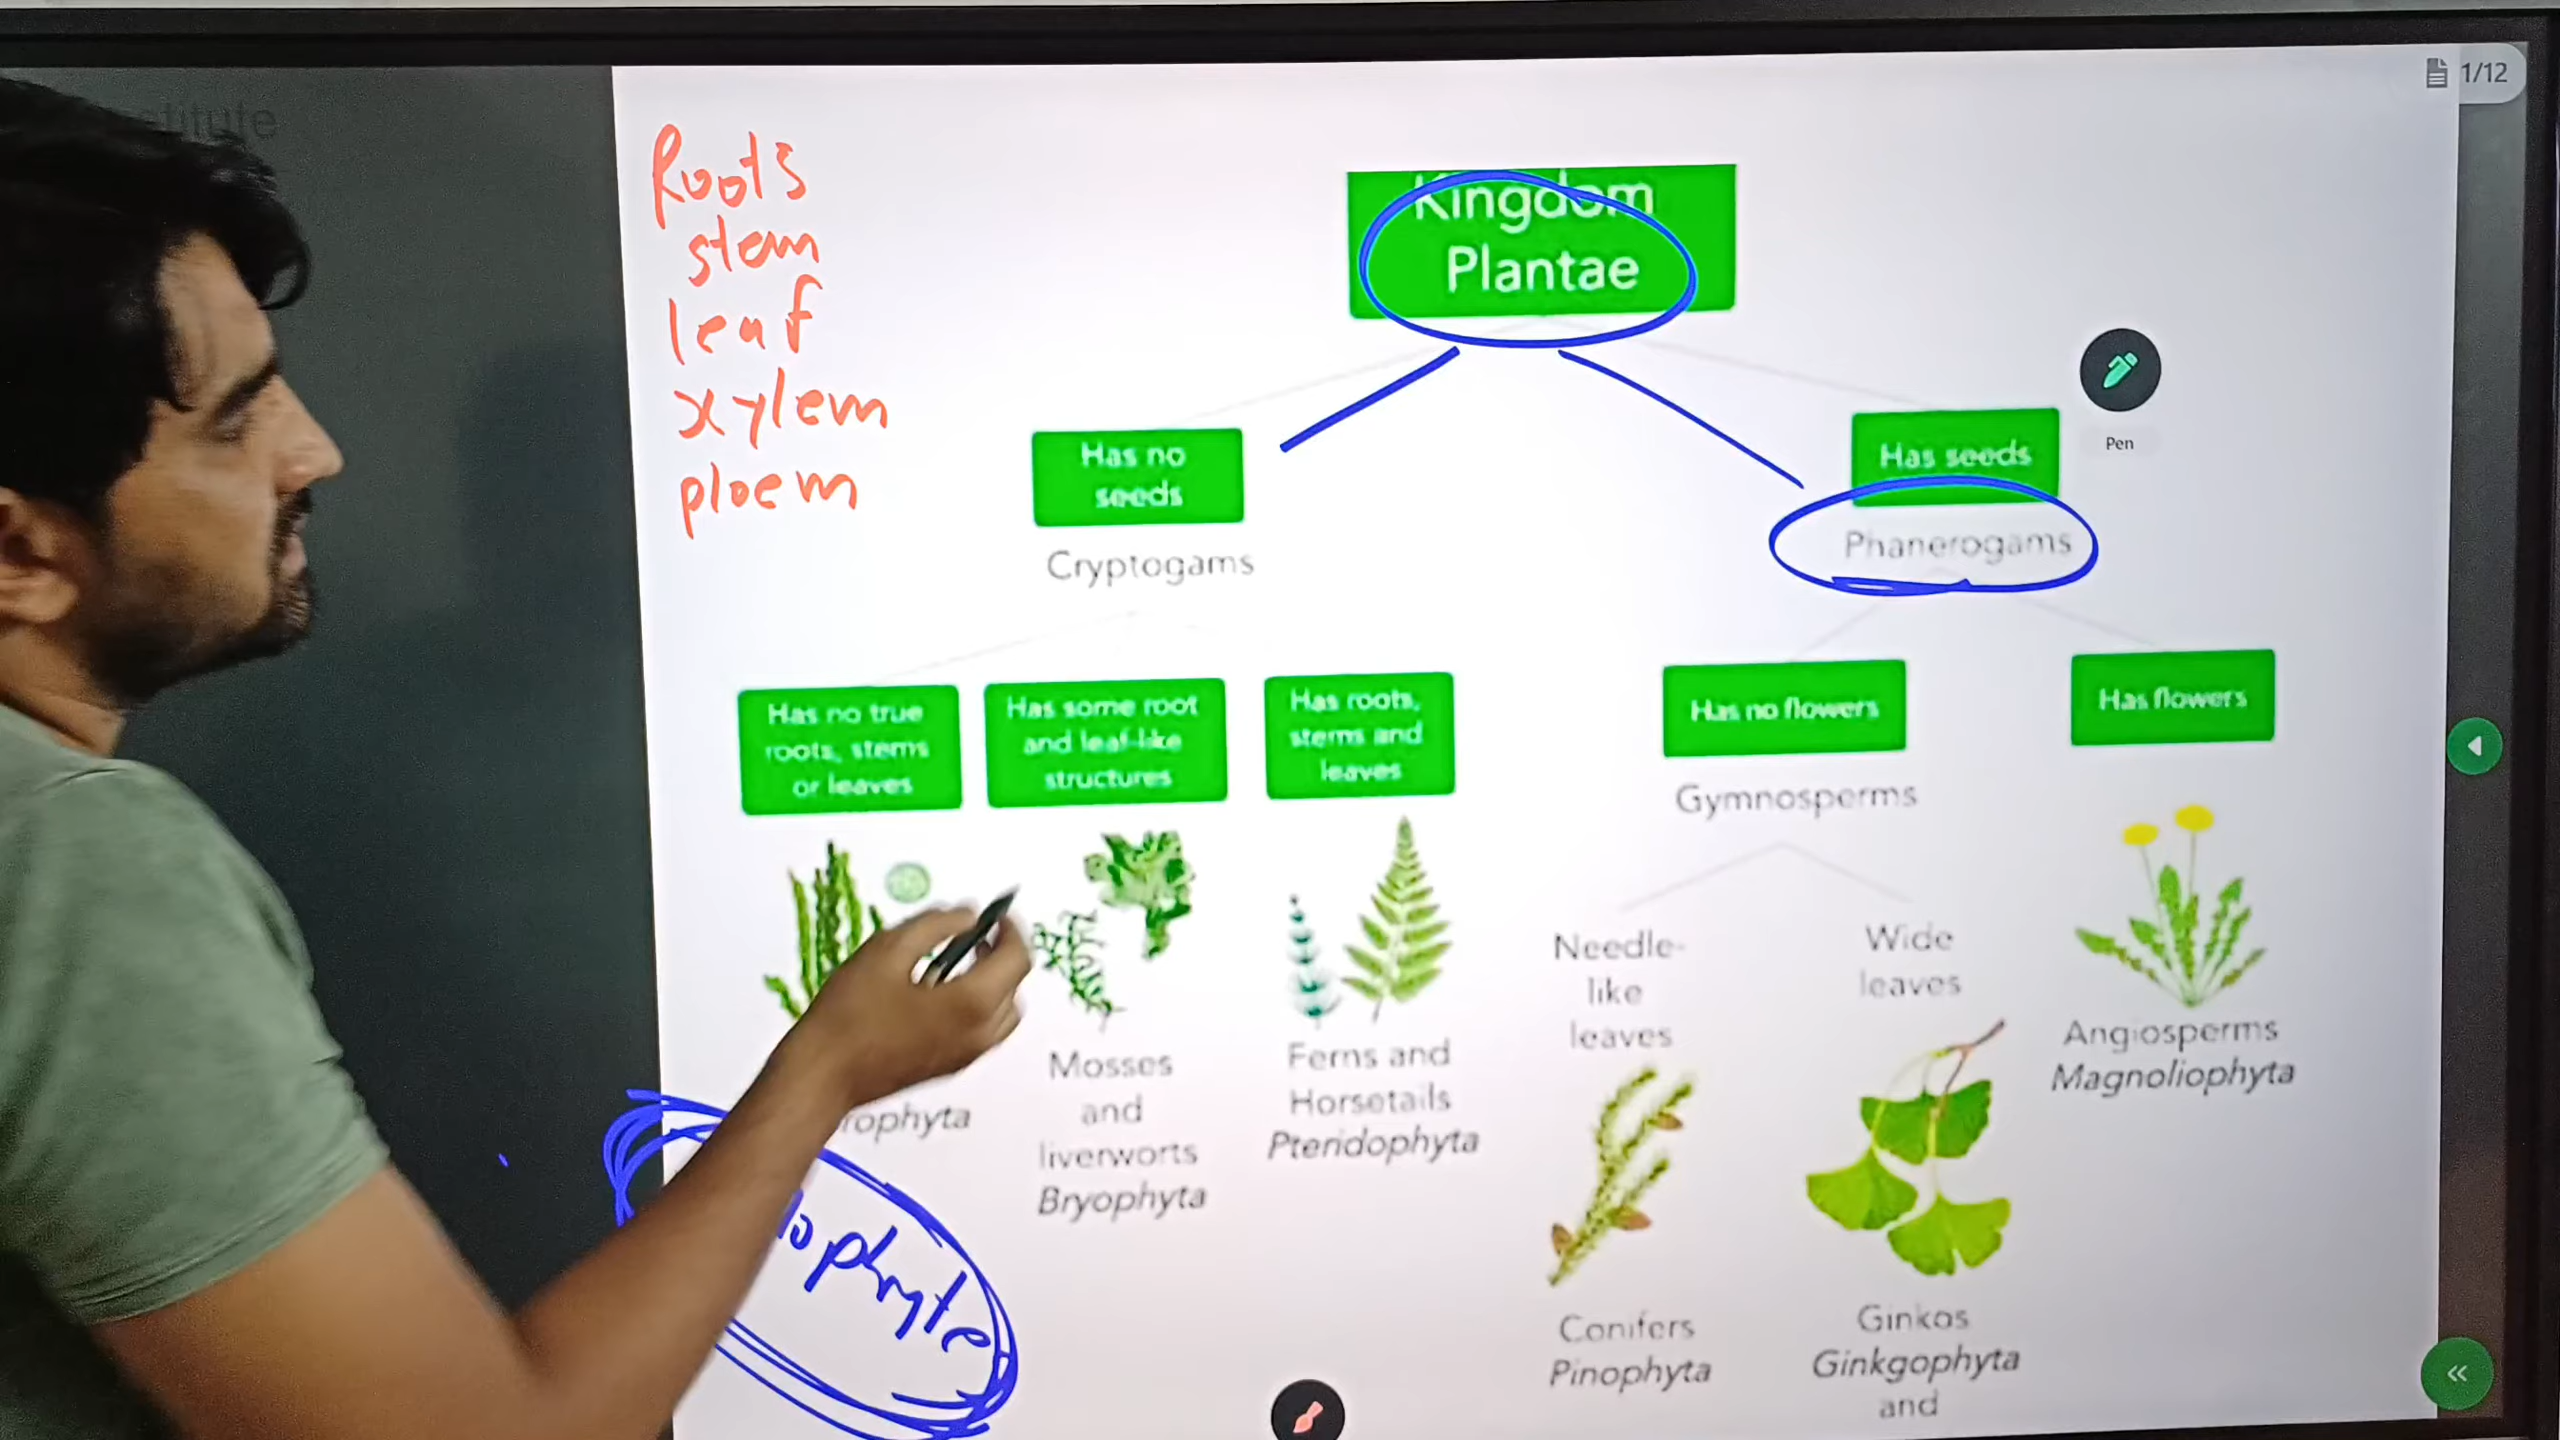 1/12
Roots
stem
leaf
xylem
ploem
Kingdom
Plantae
Pen
Has no
seeds
Cryptogams
Has seeds
Phanerogams
Has no true
roots, stems
or leaves
Has some root
and leaf-like
structures
Has roots,
stems and
leaves
Has no flowers
Gymnosperms
Has flowers
Mosses
and
liverworts
Bryophyta
Ferns and
Horsetails
Pteridophyta
Needle-
like
leaves
Conifers
Pinophyta
Wide
leaves
Ginkos
Ginkgophyta
and
Angiosperms
Magnoliophyta